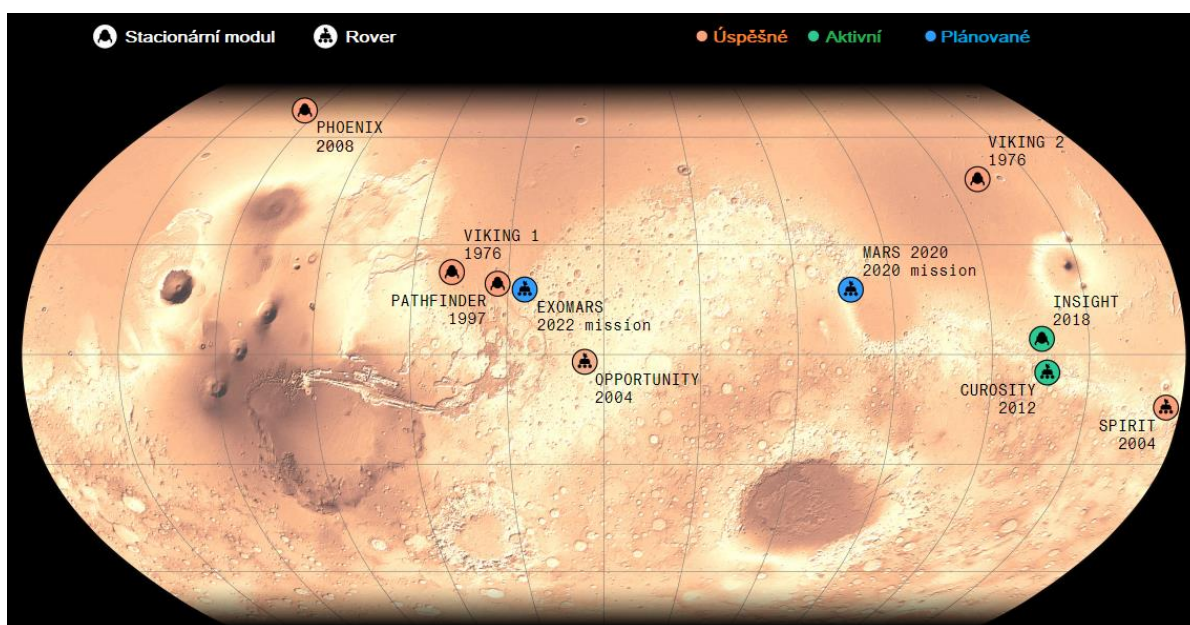 Stacionární modul
Rover
Úspěšné
Aktivní
Plánované
PHOENIX
2008
VIKING 2
1976
VIKING 1
1976
MARS 2020
2020 mission
PATHFINDER
1997
EXOMARS
2022 mission
INSIGHT
2018
OPPORTUNITY
2004
CUROSITY
2012
SPIRIT
2004